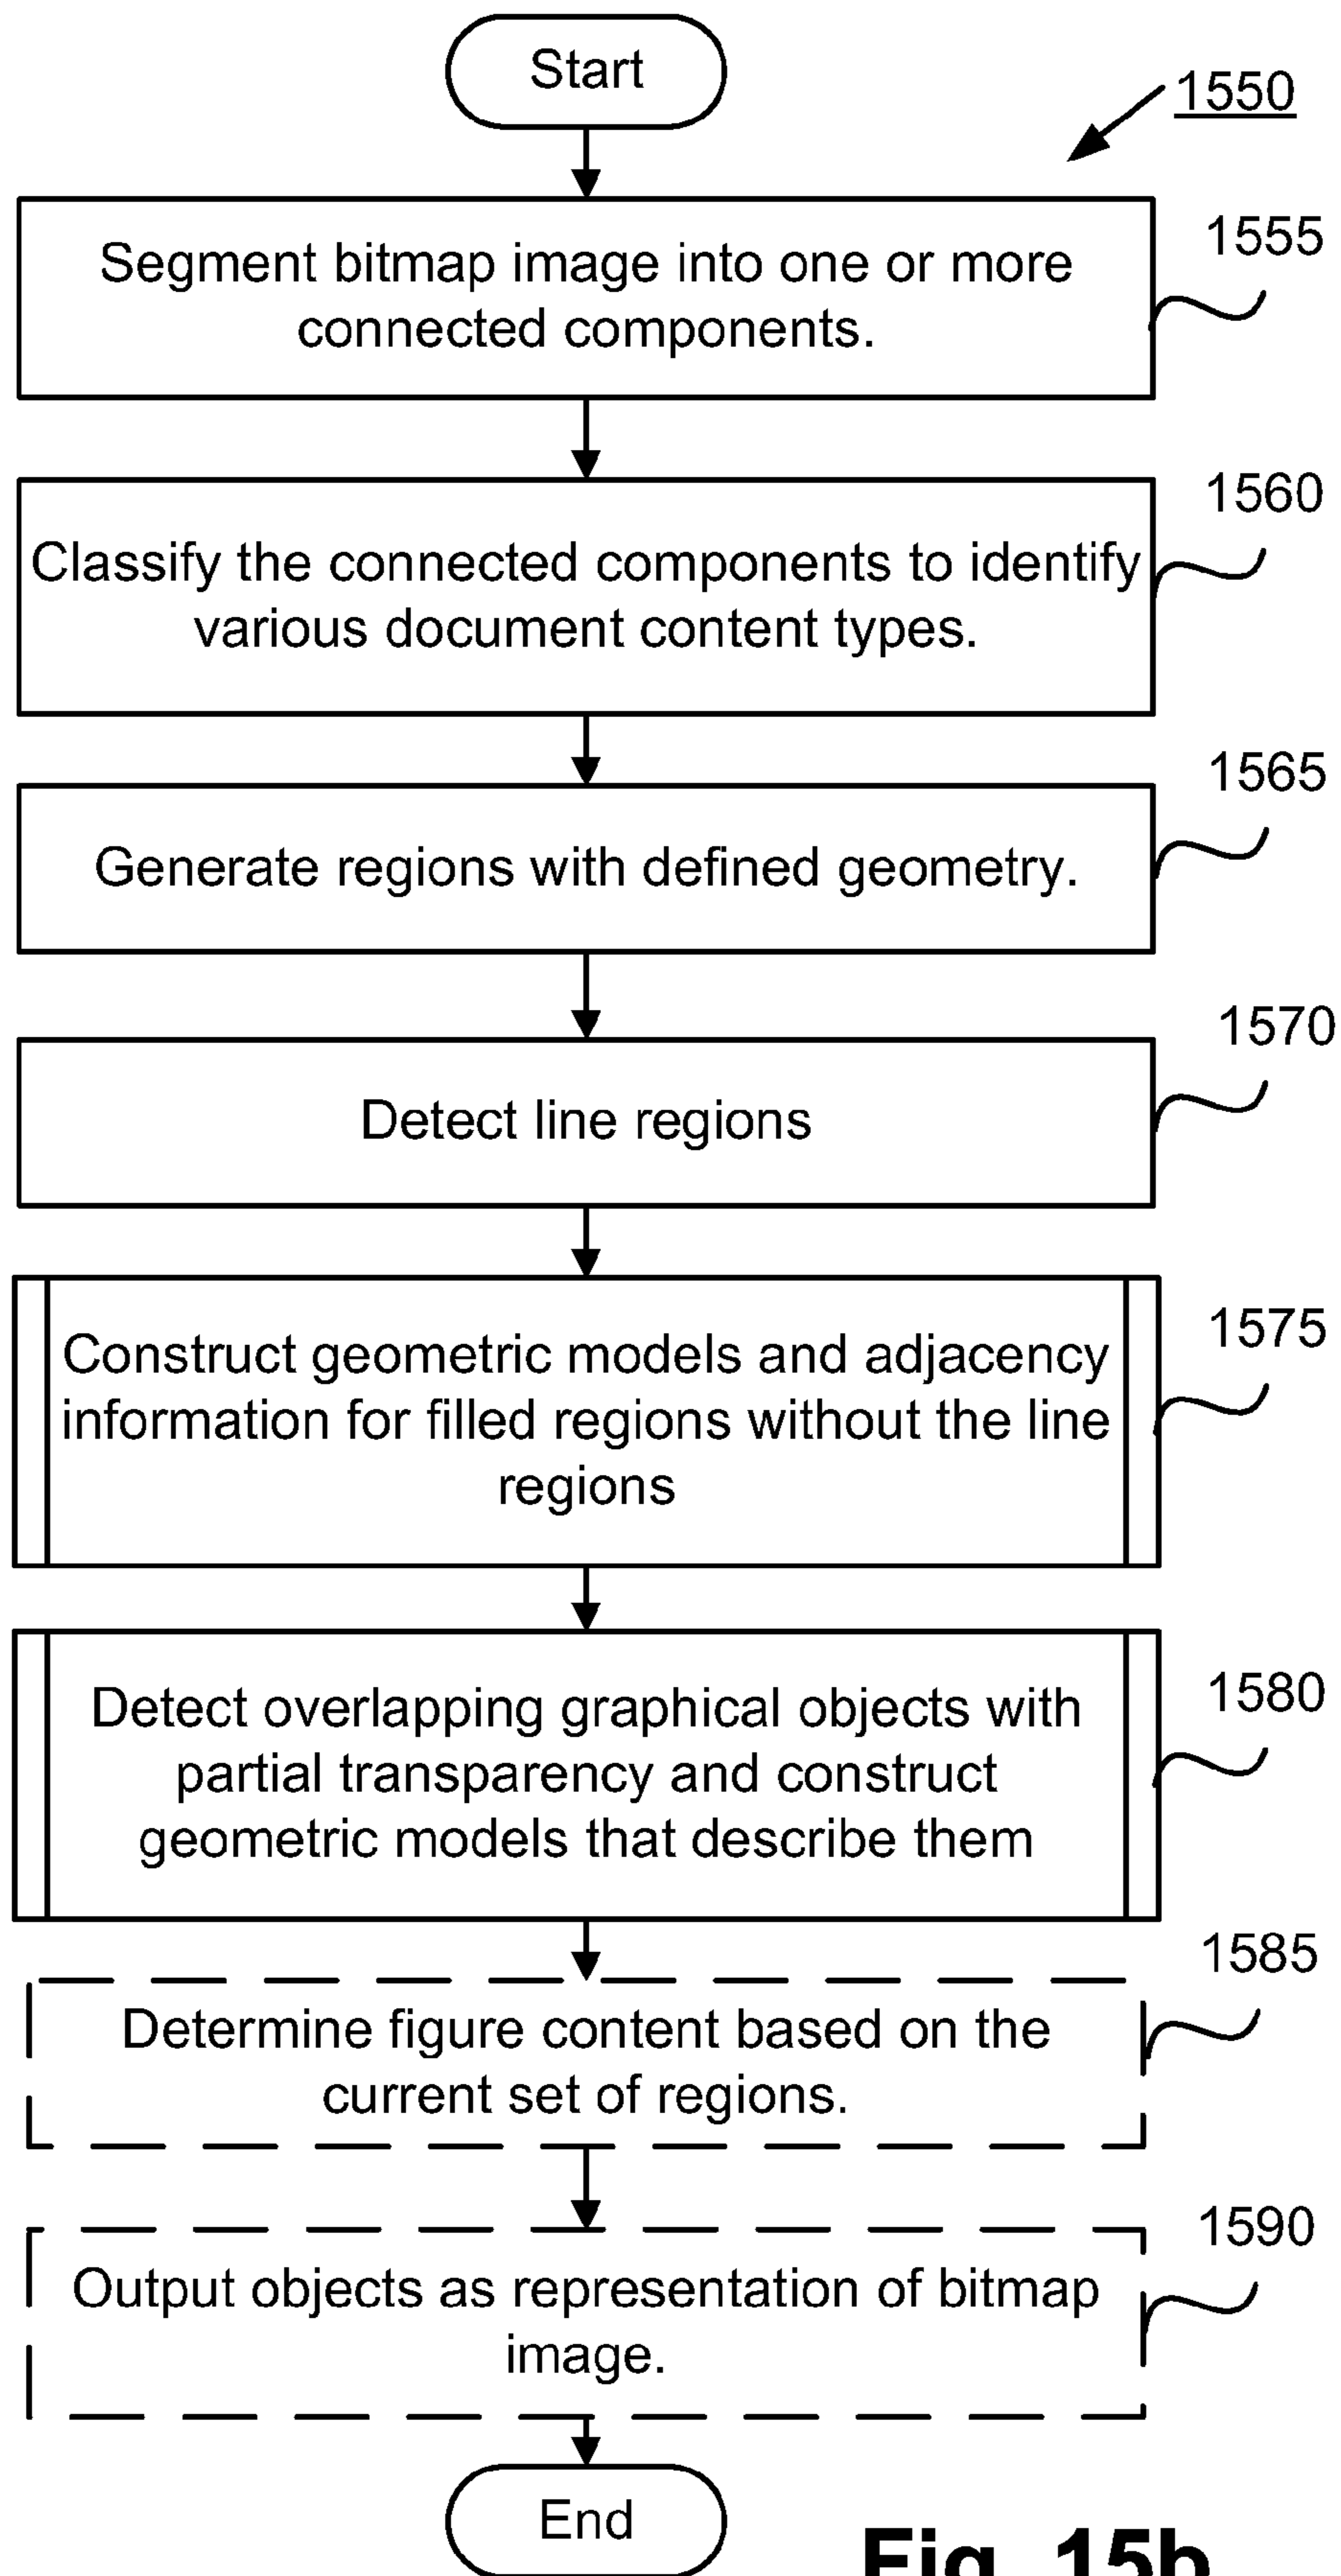 Start
1550
Segment bitmap image into one or more
connected components.
1555
Classify the connected components to identify
various document content types.
1560
Generate regions with defined geometry.
1565
Detect line regions
1570
Construct geometric models and adjacency
information for filled regions without the line
regions
1575
Detect overlapping graphical objects with
partial transparency and construct
geometric models that describe them
1580
Determine figure content based on the
current set of regions.
1585
Output objects as representation of bitmap
image.
1590
End
Fig. 15b